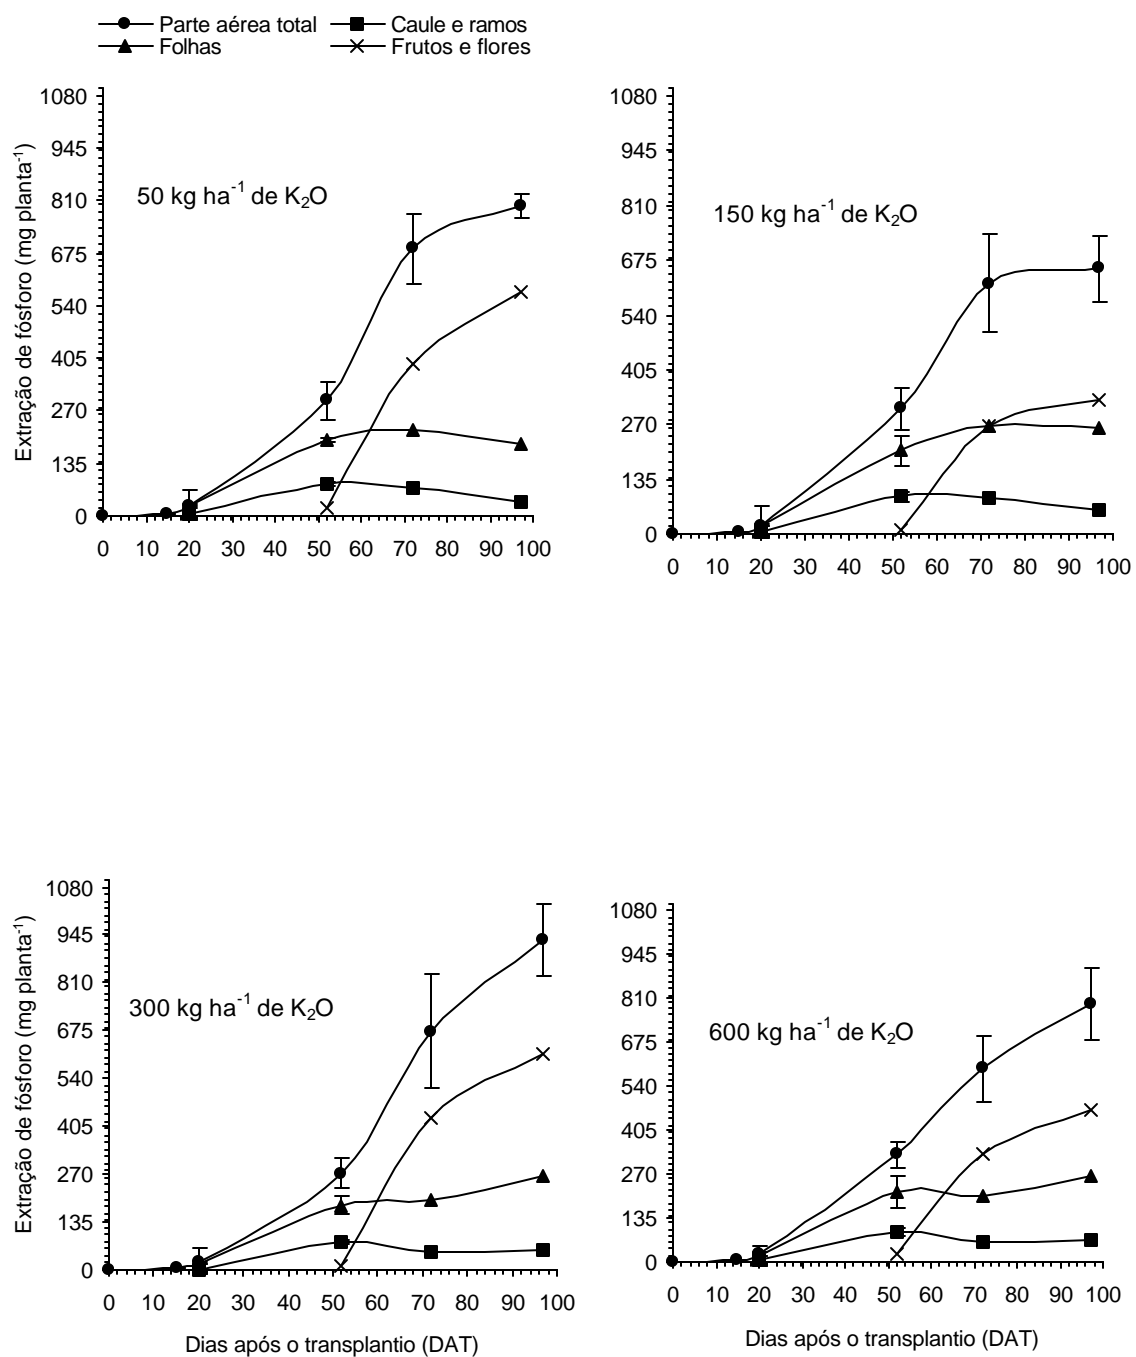 Parte aérea total Caule e ramos
Folhas Frutos e flores
Extração de fósforo (mg planta⁻¹)
1080
945
810
675
540
405
270
135
0
50 kg ha⁻¹ de K₂O
0 10 20 30 40 50 60 70 80 90 100
1080
945
810
675
540
405
270
135
0
150 kg ha⁻¹ de K₂O
0 10 20 30 40 50 60 70 80 90 100
Extração de fósforo (mg planta⁻¹)
1080
945
810
675
540
405
270
135
0
300 kg ha⁻¹ de K₂O
0 10 20 30 40 50 60 70 80 90 100
Dias após o transplantio (DAT)
1080
945
810
675
540
405
270
135
0
600 kg ha⁻¹ de K₂O
0 10 20 30 40 50 60 70 80 90 100
Dias após o transplantio (DAT)